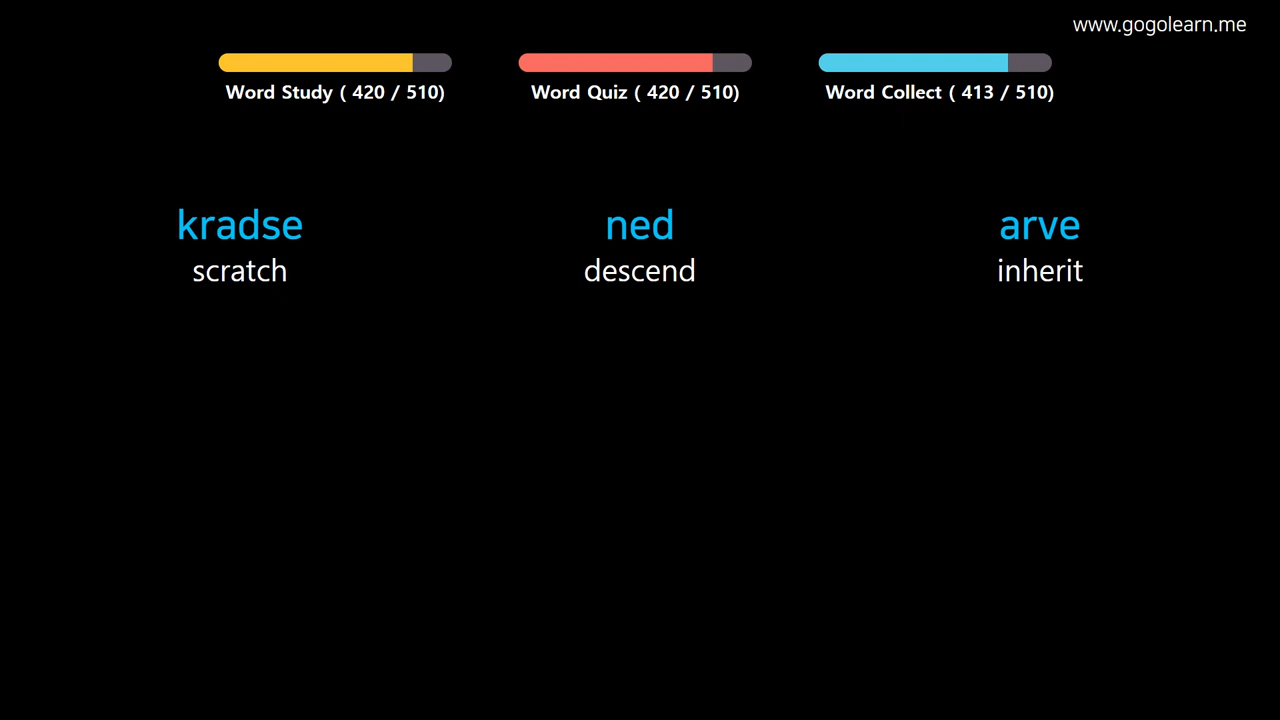 www.gogolearn.me
Word Study ( 420 / 510) Word Quiz ( 420 / 510) Word Collect ( 413 / 510)
kradse ned arve
scratch descend inherit